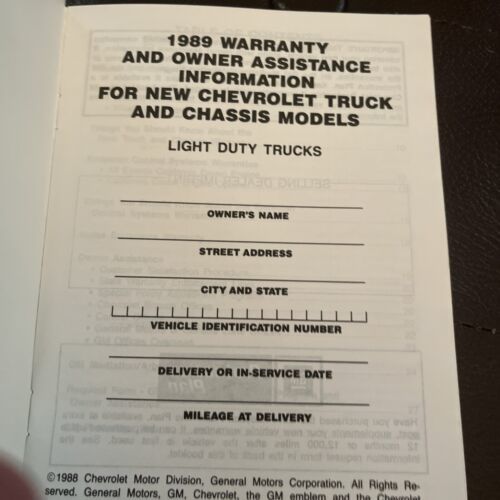 1989 WARRANTY
AND OWNER ASSISTANCE
INFORMATION
FOR NEW CHEVROLET TRUCK
AND CHASSIS MODELS
LIGHT DUTY TRUCKS
OWNER'S NAME
STREET ADDRESS
CITY AND STATE
VEHICLE IDENTIFICATION NUMBER
DELIVERY OR IN-SERVICE DATE
MILEAGE AT DELIVERY
©1988 Chevrolet Motor Division, General Motors Corporation. All Rights Re-
served. General Motors, GM, Chevrolet, the GM emblem and the Chevrolet